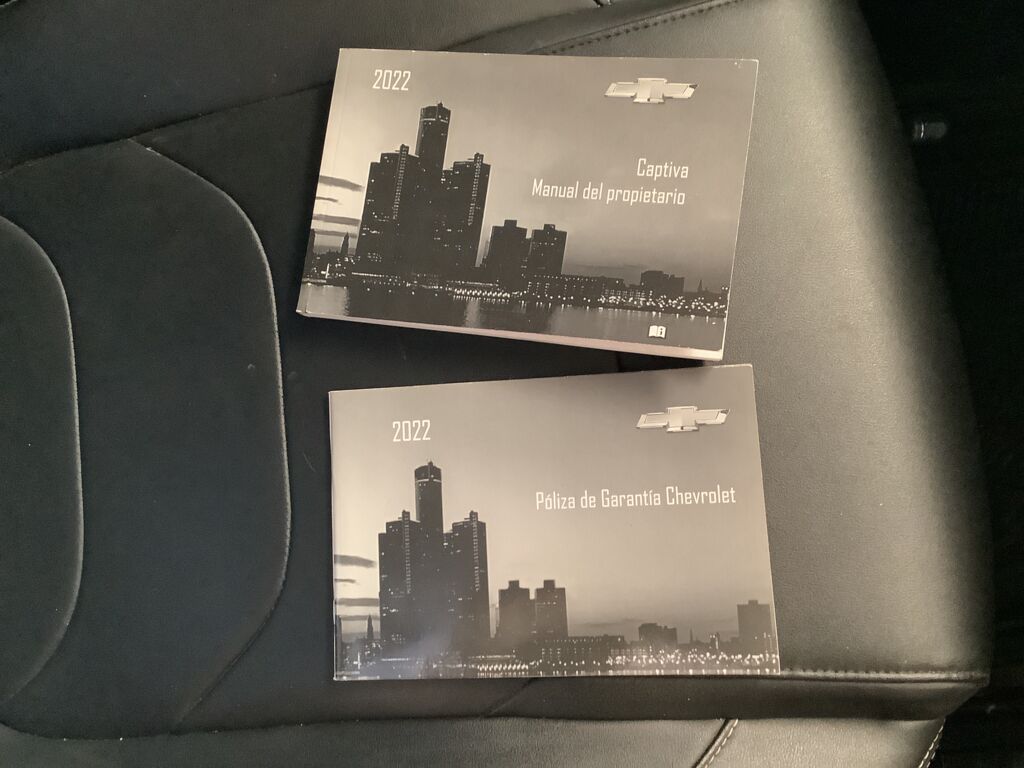 2022
Captiva
Manual del propietario
2022
Póliza de Garantía Chevrolet